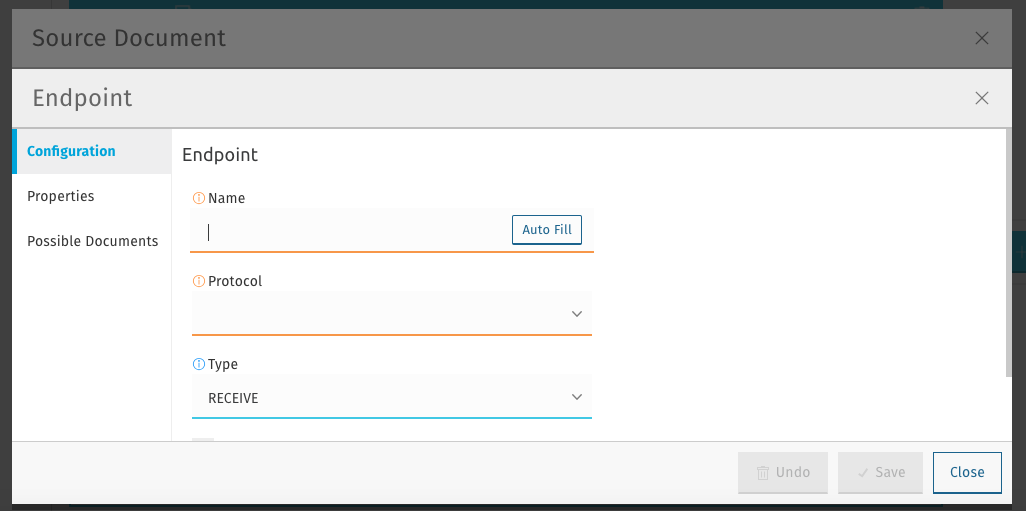 Source Document
Endpoint
Configuration
Properties
Possible Documents
Endpoint
Name
Auto Fill
Protocol
Type
RECEIVE
Undo
Save
Close